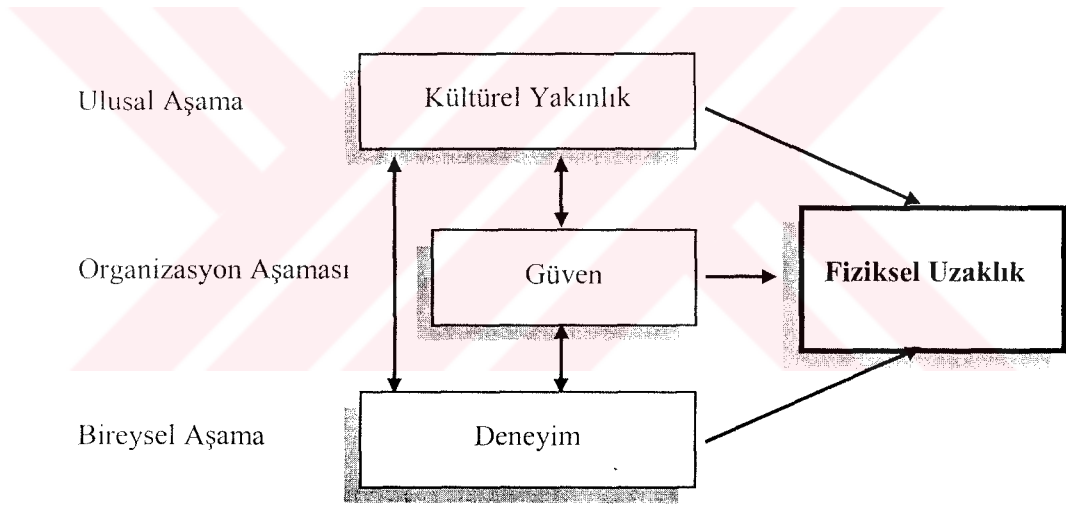 Ulusal Aşama
Kültürel Yakınlık
Organizasyon Aşaması
Güven
Fiziksel Uzaklık
Bireysel Aşama
Deneyim